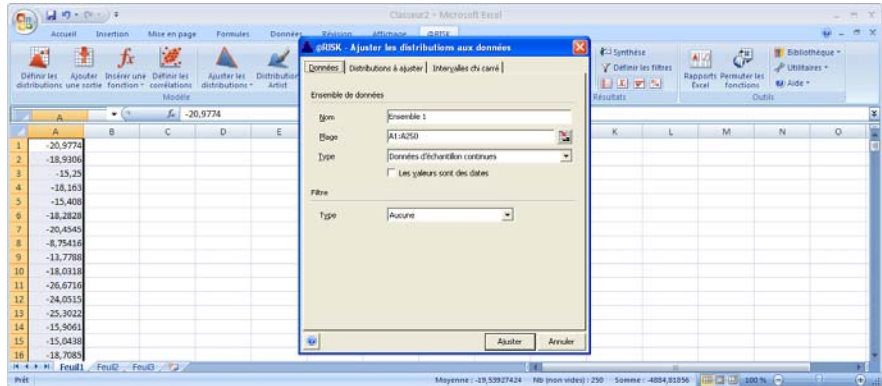 Classeur2 - Microsoft Excel
Accueil Insertion Mise en page Formules Données Révision Affichage @RISK
Définir les distributions
Ajouter une sortie
Insérer une fonction
Définir les corrélations
Ajuster les distributions
Distribution Artist
Modèle
Synthèse
Définir les filtres
Résultats
Rapports Excel
Permuter les fonctions
Bibliothèque
Utilitaires
Aide
Outils
A fx -20,9774
A B C D E K L M N O
1 -20,9774
2 -18,9306
3 -15,25
4 -18,163
5 -15,408
6 -18,2828
7 -20,4545
8 -8,75416
9 -13,7788
10 -18,0318
11 -26,6716
12 -24,0515
13 -25,3022
14 -15,9061
15 -15,0438
16 -18,7085
@RISK - Ajuster les distributions aux données
Données Distributions à ajuster Intervalles chi carré
Ensemble de données
Nom Ensemble 1
Plage A1:A250
Type Données d'échantillon continues
Les valeurs sont des dates
Filtre
Type Aucune
Ajuster Annuler
Feuil1 Feuil2 Feuil3
Prêt Moyenne : -19,53927424 Nb (non vides) : 250 Somme : -4884,81856 100 %